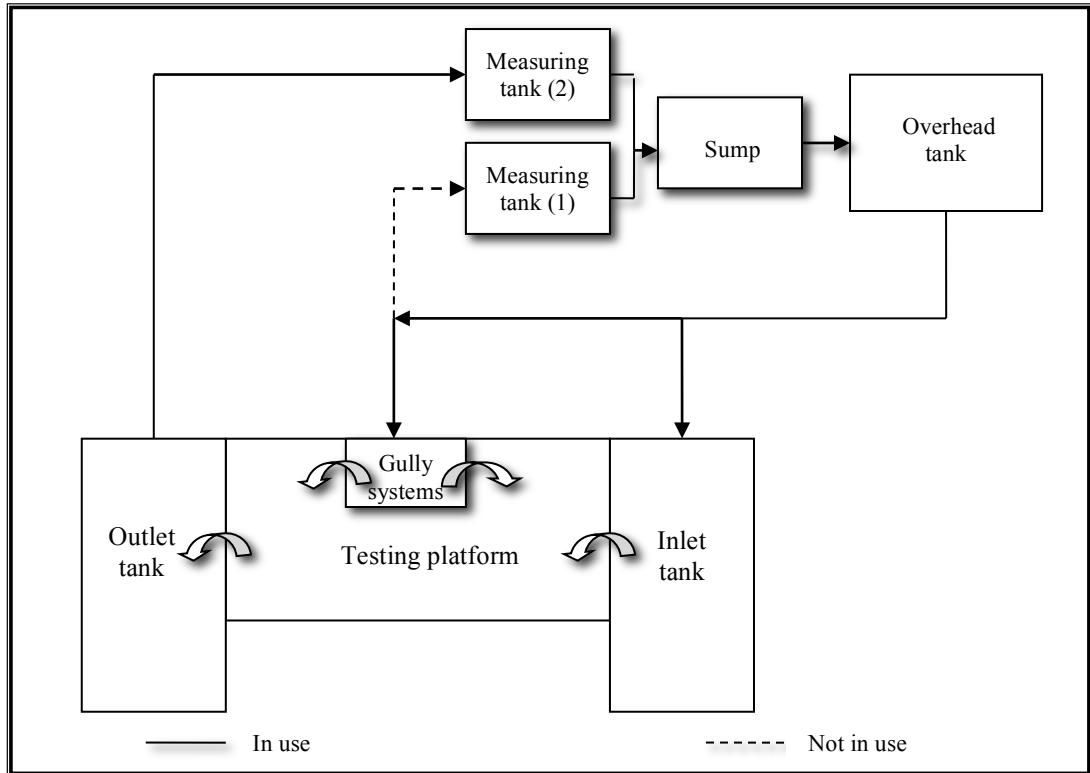 Measuring
tank (2)
Measuring
tank (1)
Sump
Overhead
tank
Gully
systems
Outlet
tank
Testing platform
Inlet
tank
In use
Not in use